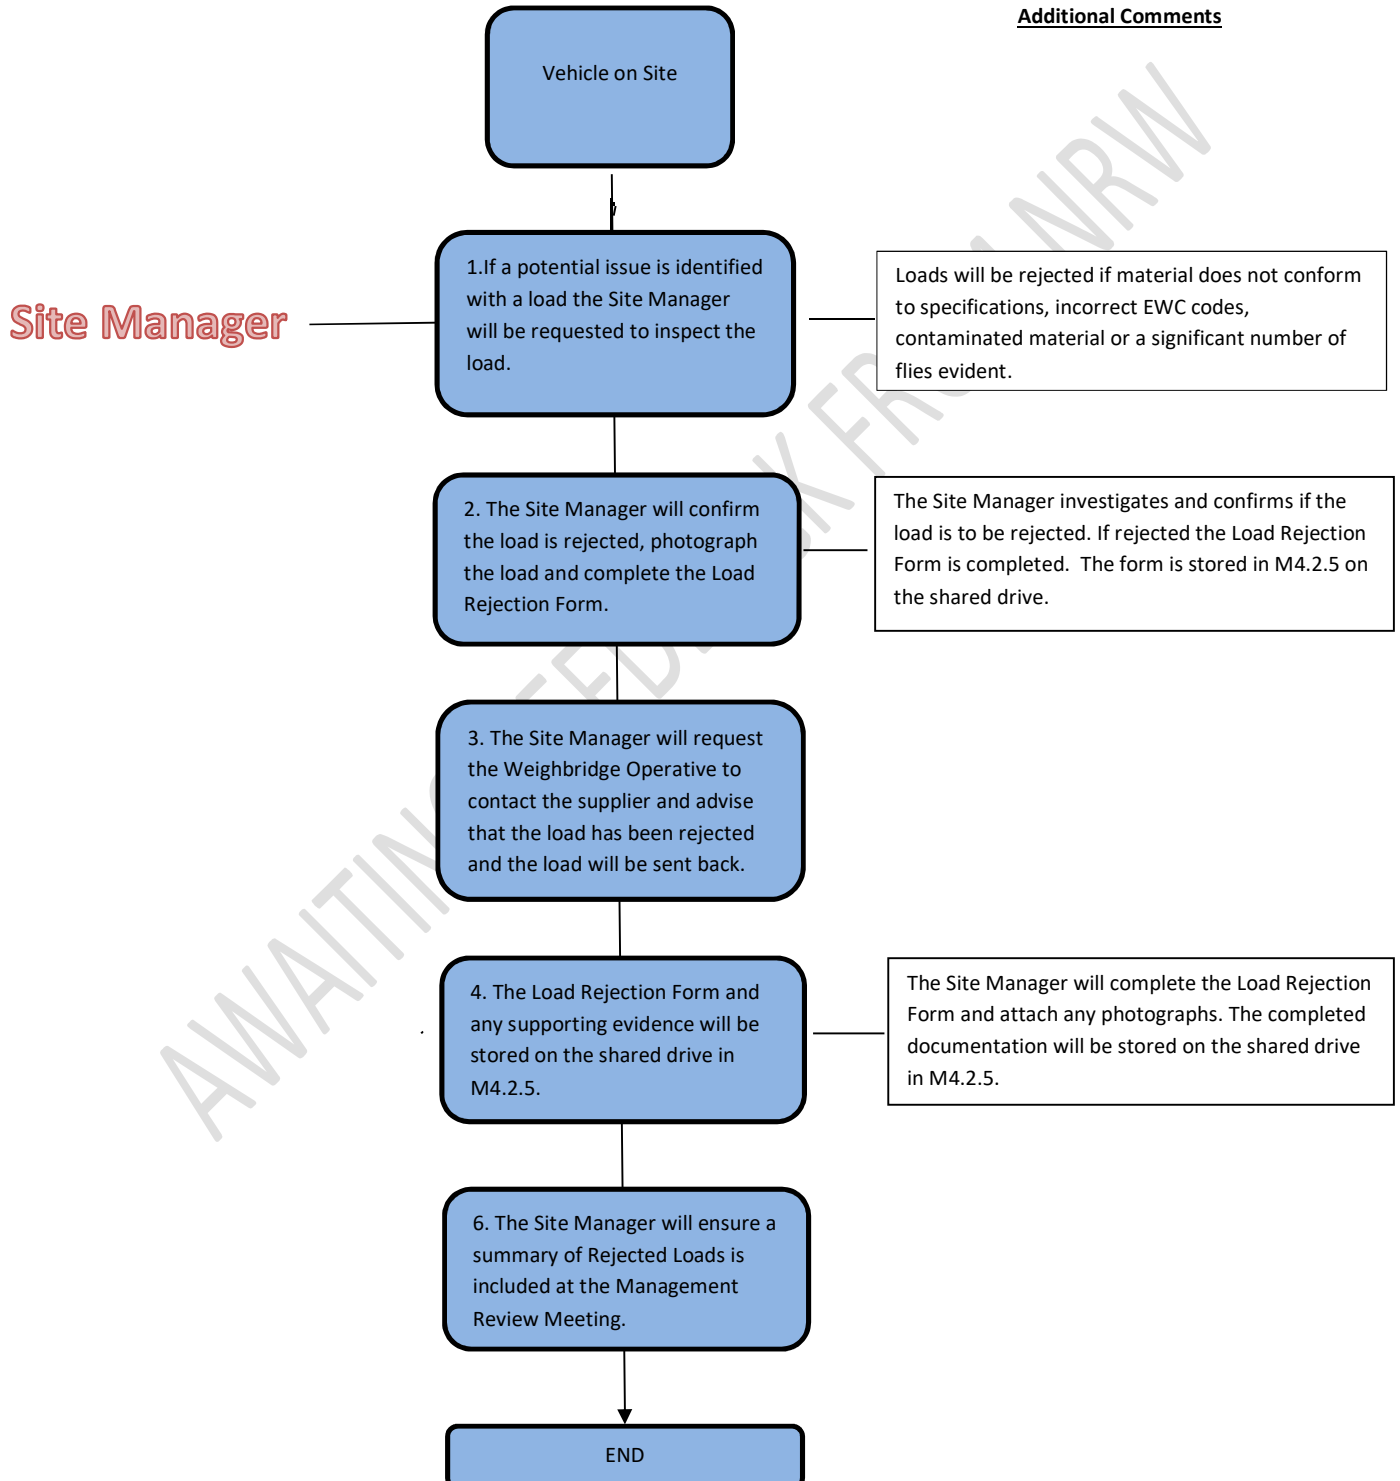 Additional Comments
Vehicle on Site
1.If a potential issue is identified
with a load the Site Manager
will be requested to inspect the
load.
Site Manager
Loads will be rejected if material does not conform
to specifications, incorrect EWC codes,
contaminated material or a significant number of
flies evident.
2. The Site Manager will confirm
the load is rejected, photograph
the load and complete the Load
Rejection Form.
The Site Manager investigates and confirms if the
load is to be rejected. If rejected the Load Rejection
Form is completed.  The form is stored in M4.2.5 on
the shared drive.
3. The Site Manager will request
the Weighbridge Operative to
contact the supplier and advise
that the load has been rejected
and the load will be sent back.
4. The Load Rejection Form and
any supporting evidence will be
stored on the shared drive in
M4.2.5.
The Site Manager will complete the Load Rejection
Form and attach any photographs. The completed
documentation will be stored on the shared drive
in M4.2.5.
6. The Site Manager will ensure a
summary of Rejected Loads is
included at the Management
Review Meeting.
END
AWAITING NRW